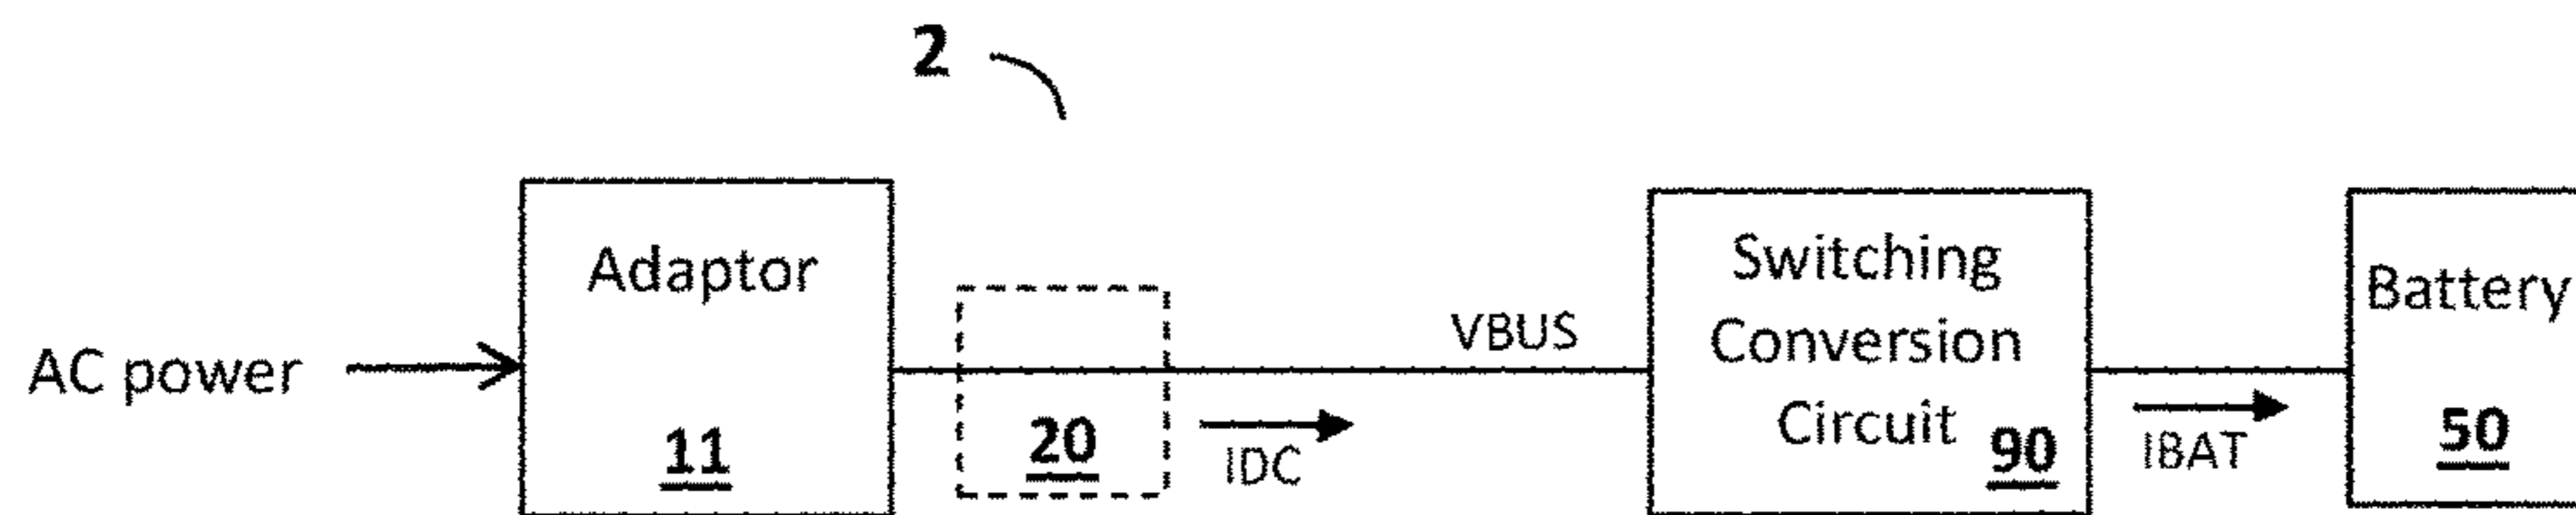 2
AC power
Adaptor
11
20
IDC
VBUS
Switching
Conversion
Circuit
90
IBAT
Battery
50